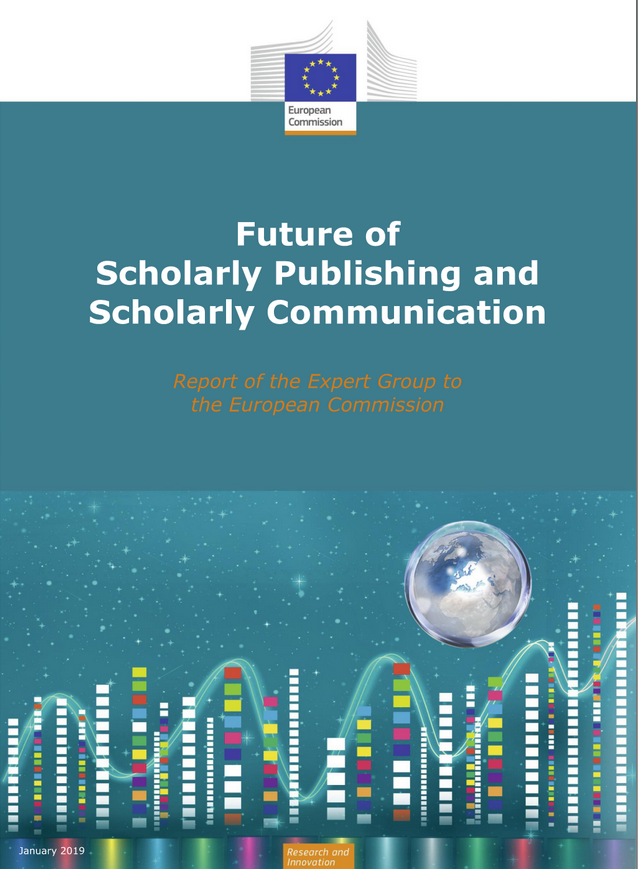 European
Commission
Future of
Scholarly Publishing and
Scholarly Communication
Report of the Expert Group to
the European Commission
January 2019
Research and
Innovation